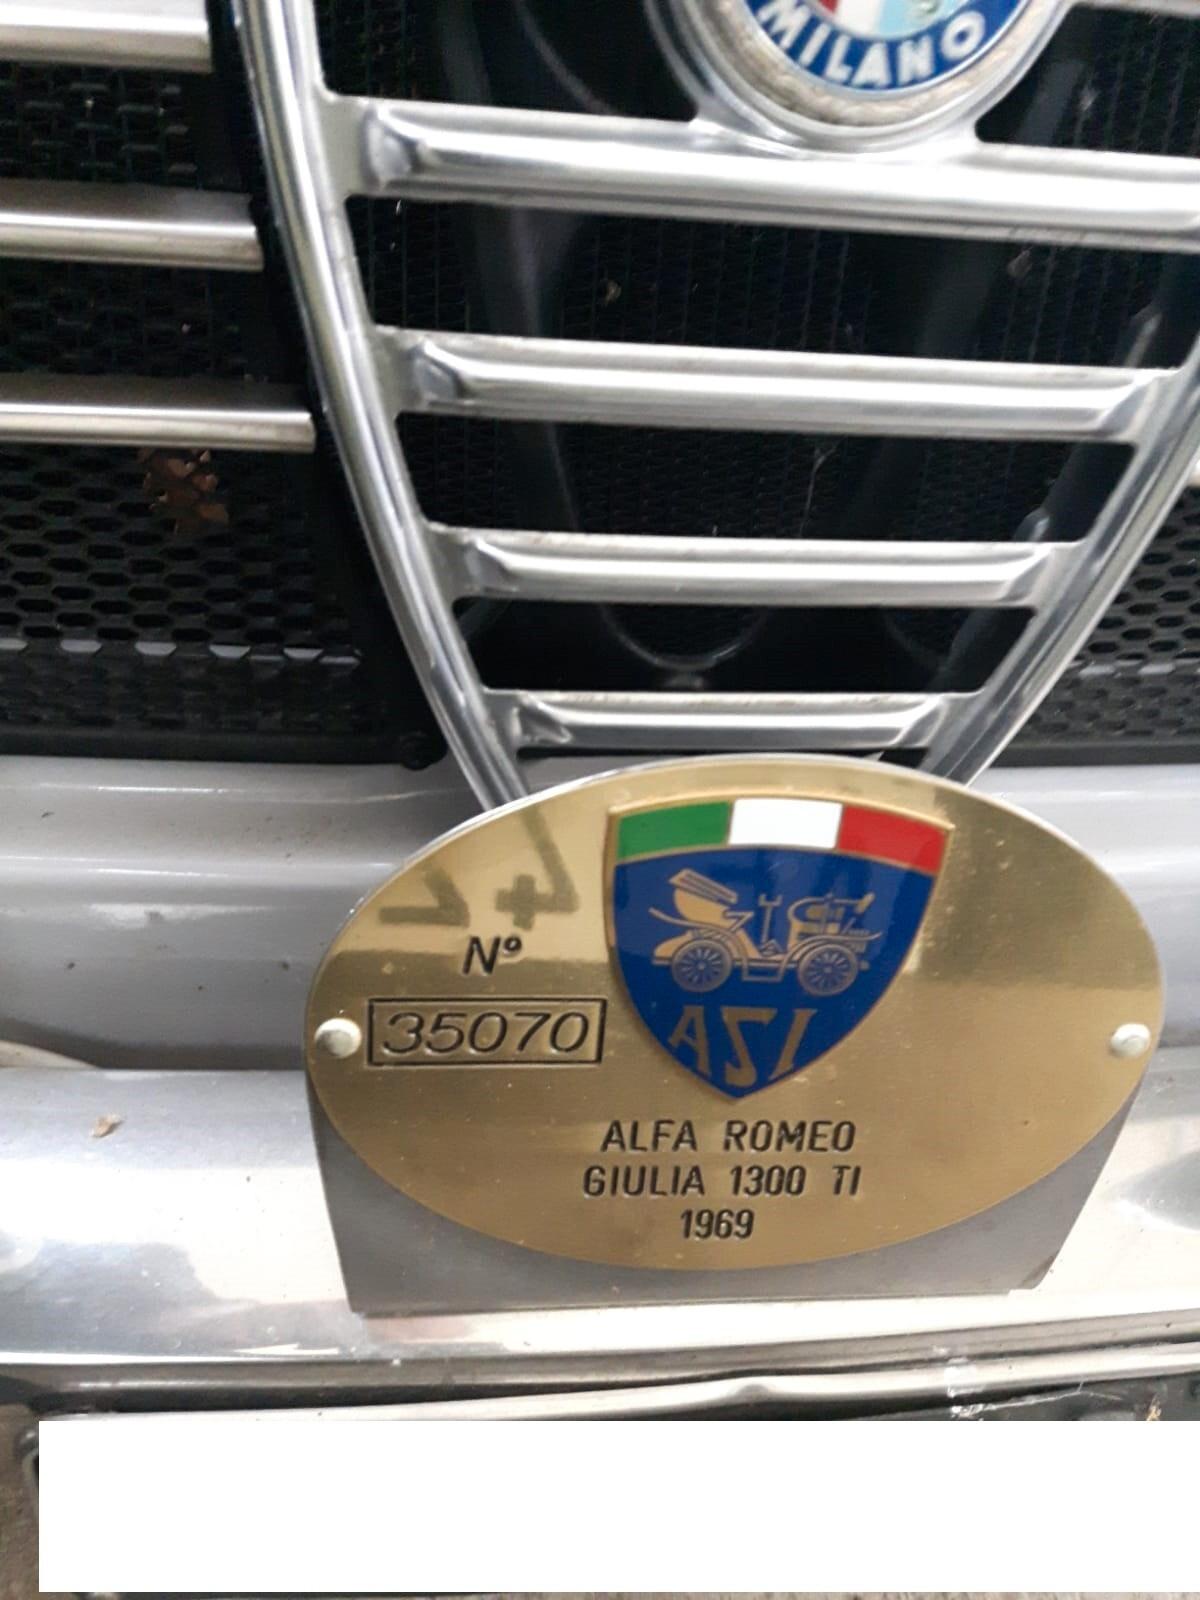 MILANO
Nº
35070
ASI
ALFA ROMEO
GIULIA 1300 TI
1969